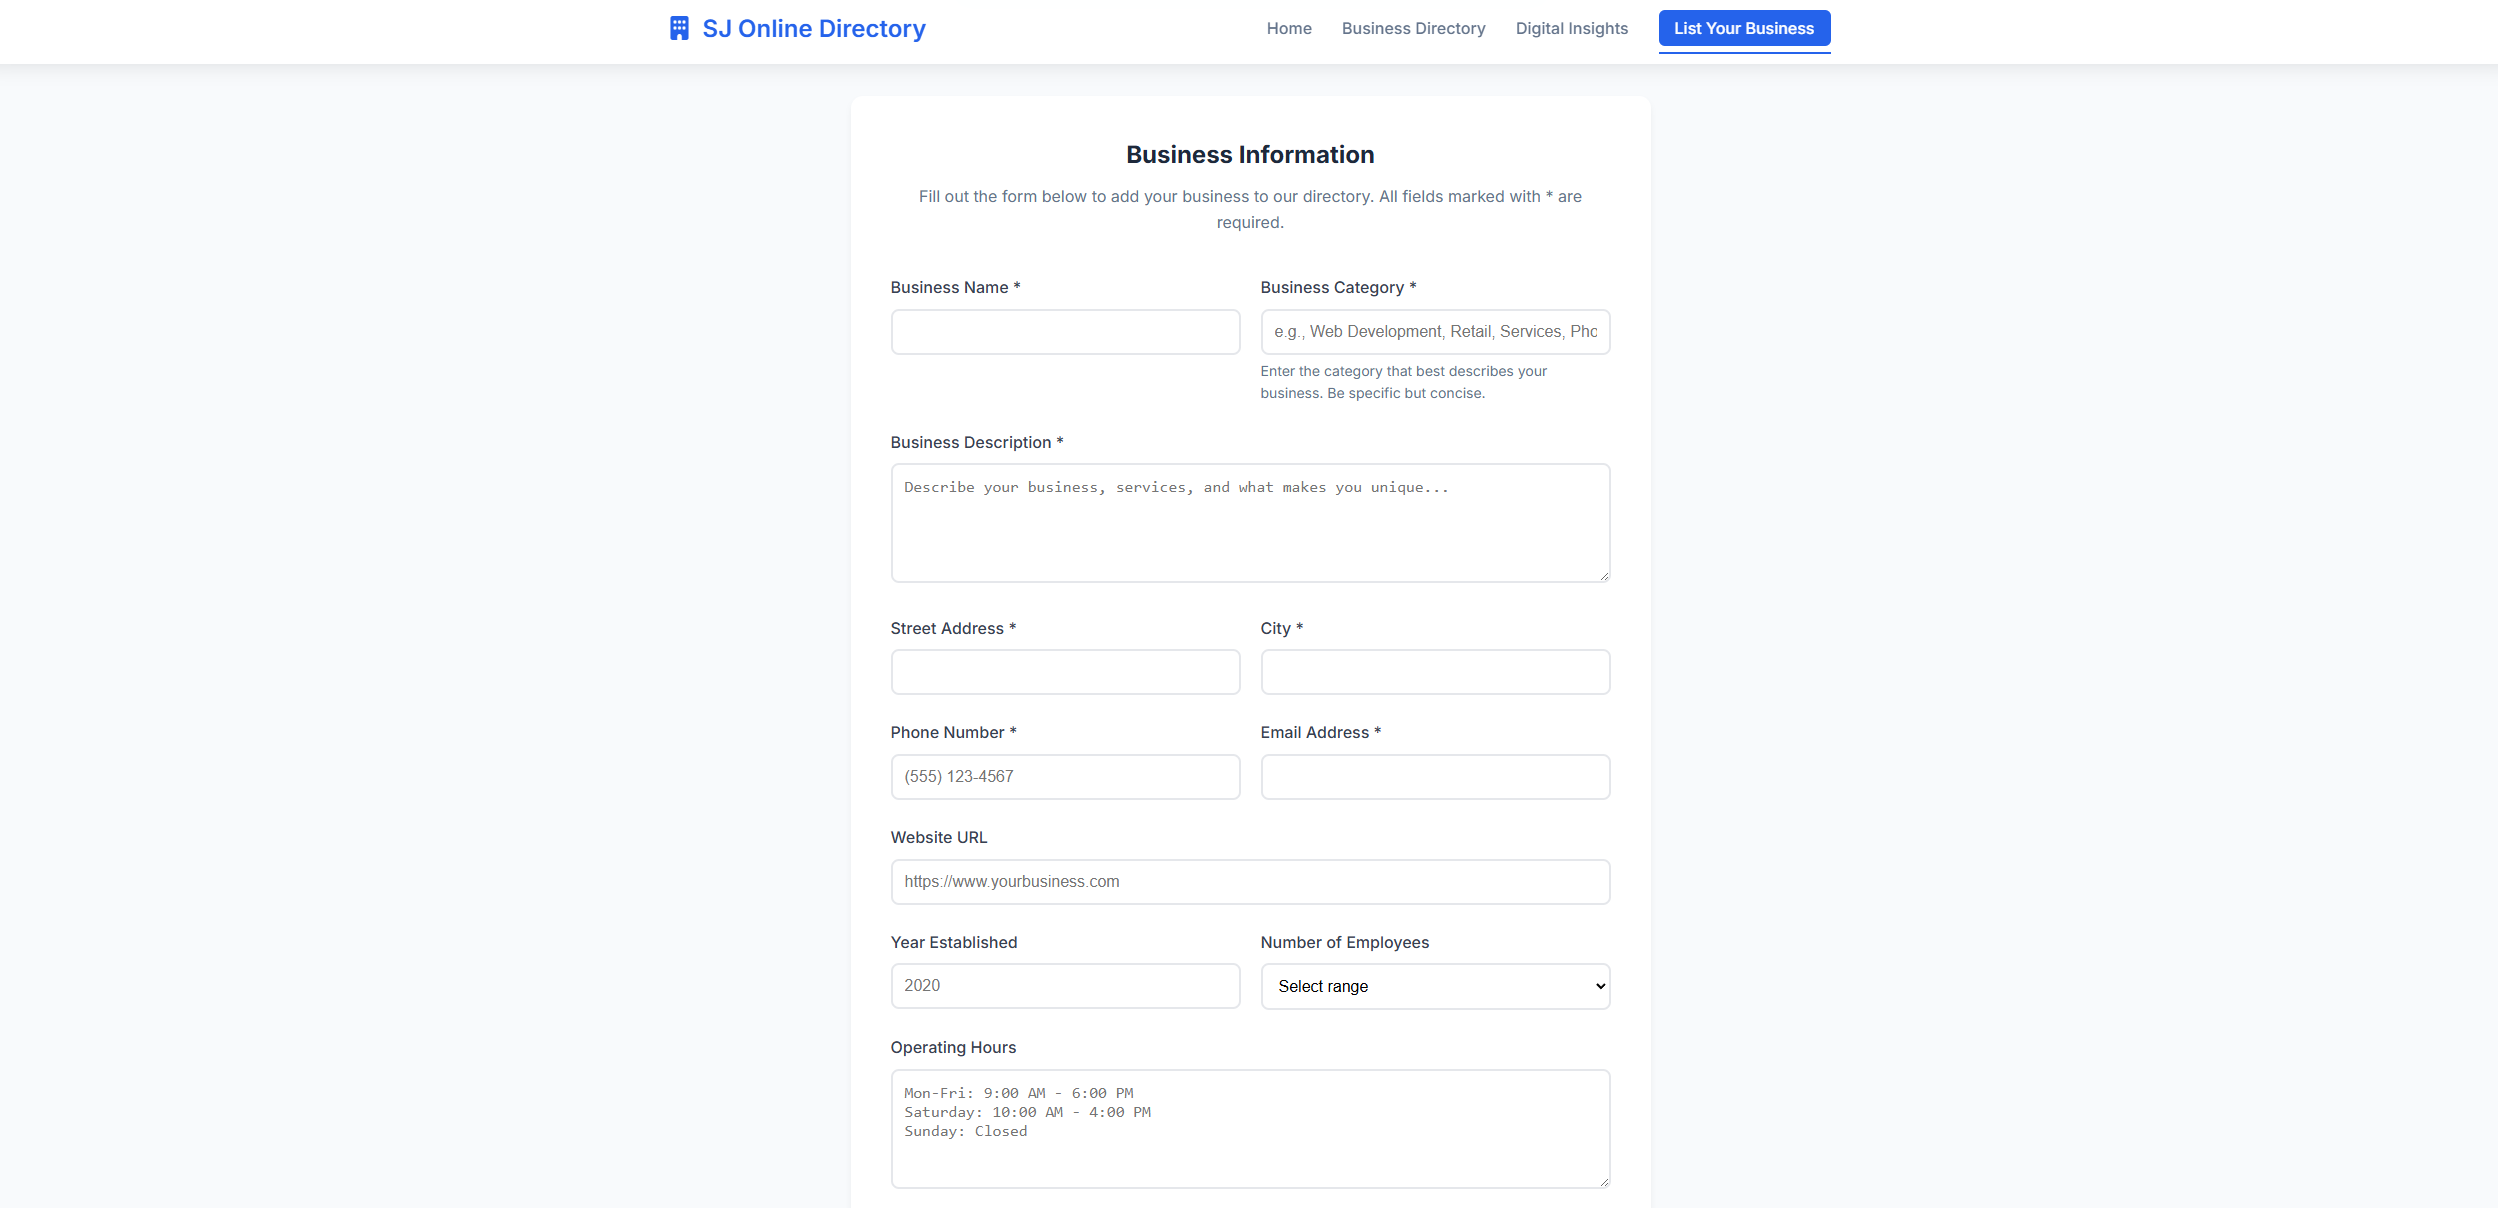 SJ Online Directory
Home
Business Directory
Digital Insights
List Your Business
Business Information
Fill out the form below to add your business to our directory. All fields marked with * are
required.
Business Name *
Business Category *
e.g., Web Development, Retail, Services, Pho
Enter the category that best describes your
business. Be specific but concise.
Business Description *
Describe your business, services, and what makes you unique...
Street Address *
City *
Phone Number *
Email Address *
(555) 123-4567
Website URL
https://www.yourbusiness.com
Year Established
Number of Employees
2020
Select range
Operating Hours
Mon-Fri: 9:00 AM - 6:00 PM
Saturday: 10:00 AM - 4:00 PM
Sunday: Closed